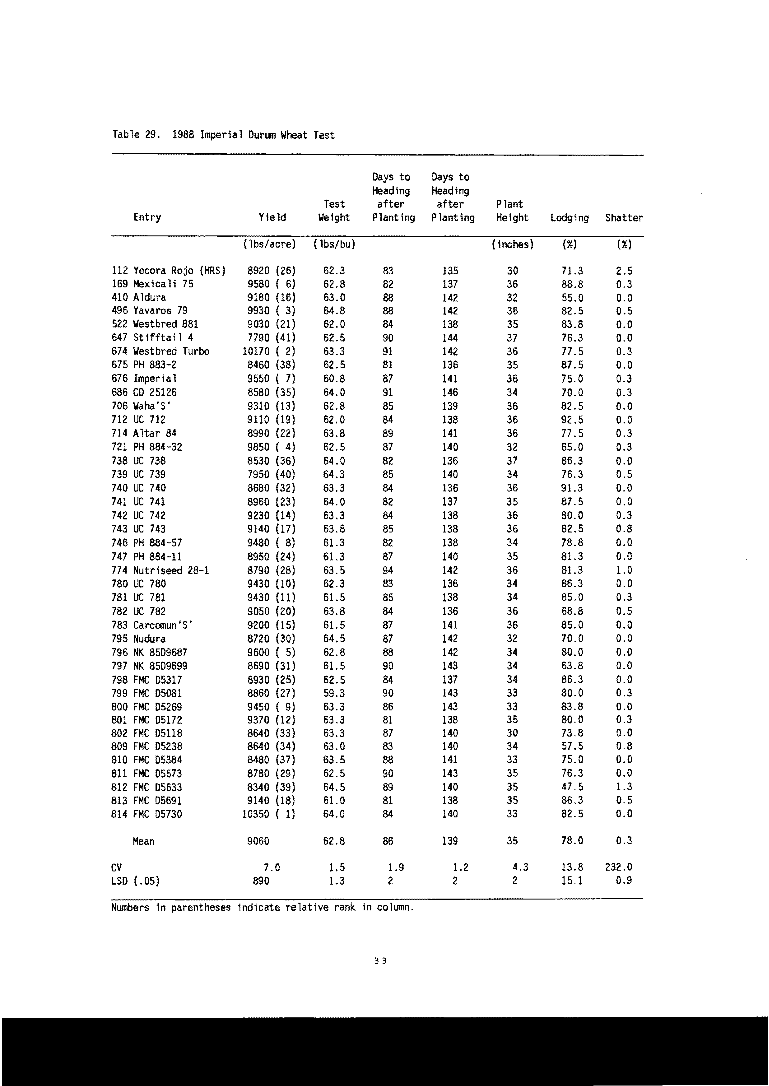 Table 29. 1988 Imperial Durum Wheat Test
Days to Days to
Heading Heading
Test after after Plant
Entry Yield Weight Planting Planting Height Lodging Shatter
(lbs/acre) (lbs/bu) (inches) (%) (%)
112 Yecora Rojo (HRS) 8920 (26) 62.3 83 135 30 71.3 2.5
169 Mexicali 75 9580 ( 6) 62.8 82 137 36 88.8 0.3
410 Aldura 9180 (16) 63.0 88 142 32 55.0 0.0
496 Yavaros 79 9930 ( 3) 64.8 88 142 36 82.5 0.5
522 Westbred 881 9030 (21) 62.0 84 138 35 83.8 0.0
647 Stifftail 4 7790 (41) 62.5 90 144 37 76.3 0.0
674 Westbred Turbo 10170 ( 2) 63.3 91 142 36 77.5 0.3
675 PH 883-2 8460 (38) 62.5 81 136 35 87.5 0.0
676 Imperial 9550 ( 7) 60.8 87 141 36 75.0 0.3
686 CD 25126 8580 (35) 64.0 91 146 34 70.0 0.3
706 Waha'S' 9310 (13) 62.8 85 139 36 82.5 0.0
712 UC 712 9110 (19) 62.0 84 138 36 92.5 0.0
714 Altar 84 8990 (22) 63.8 89 141 36 77.5 0.3
721 PH 884-32 9850 ( 4) 62.5 87 140 32 65.0 0.3
738 UC 738 8530 (36) 64.0 82 136 37 86.3 0.0
739 UC 739 7950 (40) 64.3 85 140 34 76.3 0.5
740 UC 740 8680 (32) 63.3 84 136 36 91.3 0.0
741 UC 741 8960 (23) 64.0 82 137 35 87.5 0.0
742 UC 742 9230 (14) 63.3 84 138 36 80.0 0.3
743 UC 743 9140 (17) 63.8 85 138 36 82.5 0.8
746 PH 884-57 9480 ( 8) 61.3 82 138 34 78.8 0.0
747 PH 884-11 8950 (24) 61.3 87 140 35 81.3 0.0
774 Nutriseed 28-1 8790 (28) 63.5 94 142 36 81.3 1.0
780 UC 780 9430 (10) 62.3 83 136 34 86.3 0.0
781 UC 781 9430 (11) 61.5 85 138 34 85.0 0.3
782 UC 782 9050 (20) 63.8 84 136 36 68.8 0.5
783 Carcomun'S' 9200 (15) 61.5 87 141 36 85.0 0.0
795 Nudura 8720 (30) 64.5 87 142 32 70.0 0.0
796 NK 85D9687 9600 ( 5) 62.8 88 142 34 80.0 0.0
797 NK 85D9699 8690 (31) 61.5 90 143 34 63.8 0.0
798 FMC D5317 8930 (25) 62.5 84 137 34 86.3 0.0
799 FMC D5081 8860 (27) 59.3 90 143 33 80.0 0.3
800 FMC D5269 9450 ( 9) 63.3 86 143 33 83.8 0.0
801 FMC D5172 9370 (12) 63.3 81 138 35 80.0 0.3
802 FMC D5118 8640 (33) 63.3 87 140 30 73.8 0.0
809 FMC D5238 8640 (34) 63.0 83 140 34 57.5 0.8
810 FMC D5384 8480 (37) 63.5 88 141 33 75.0 0.0
811 FMC D5573 8780 (29) 62.5 90 143 35 76.3 0.0
812 FMC D5633 8340 (39) 64.5 89 140 35 47.5 1.3
813 FMC D5691 9140 (18) 61.0 81 138 35 86.3 0.5
814 FMC D5730 10350 ( 1) 64.0 84 140 33 82.5 0.0
Mean 9060 62.8 86 139 35 78.0 0.3
CV 7.0 1.5 1.9 1.2 4.3 13.8 232.0
LSD (.05) 890 1.3 2 2 2 15.1 0.9
Numbers in parentheses indicate relative rank in column.
33